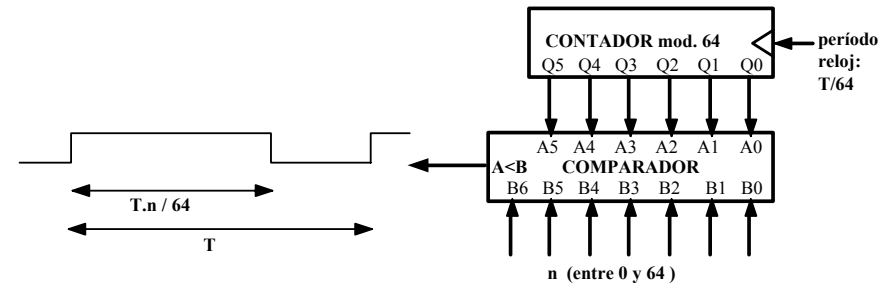 CONTADOR mod. 64
Q5 Q4 Q3 Q2 Q1 Q0
período
reloj:
T/64
A5 A4 A3 A2 A1 A0
A<B COMPARADOR
B6 B5 B4 B3 B2 B1 B0
T.n / 64
T
n (entre 0 y 64 )